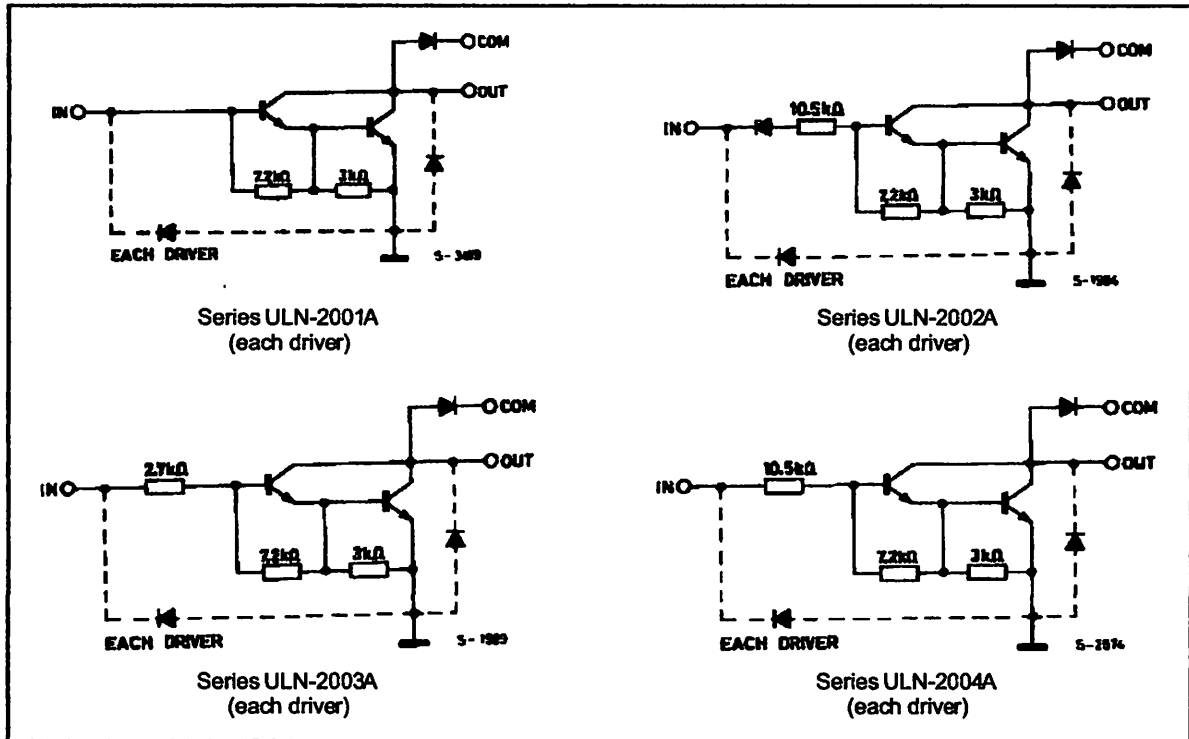 COM
OUT
IN
7.2kΩ
3kΩ
EACH DRIVER
Series ULN-2001A
(each driver)
COM
OUT
IN
10.5kΩ
7.2kΩ
3kΩ
EACH DRIVER
S-1984
Series ULN-2002A
(each driver)
COM
OUT
IN
2.7kΩ
7.2kΩ
3kΩ
EACH DRIVER
S-1989
Series ULN-2003A
(each driver)
COM
OUT
IN
10.5kΩ
7.2kΩ
3kΩ
EACH DRIVER
Series ULN-2004A
(each driver)